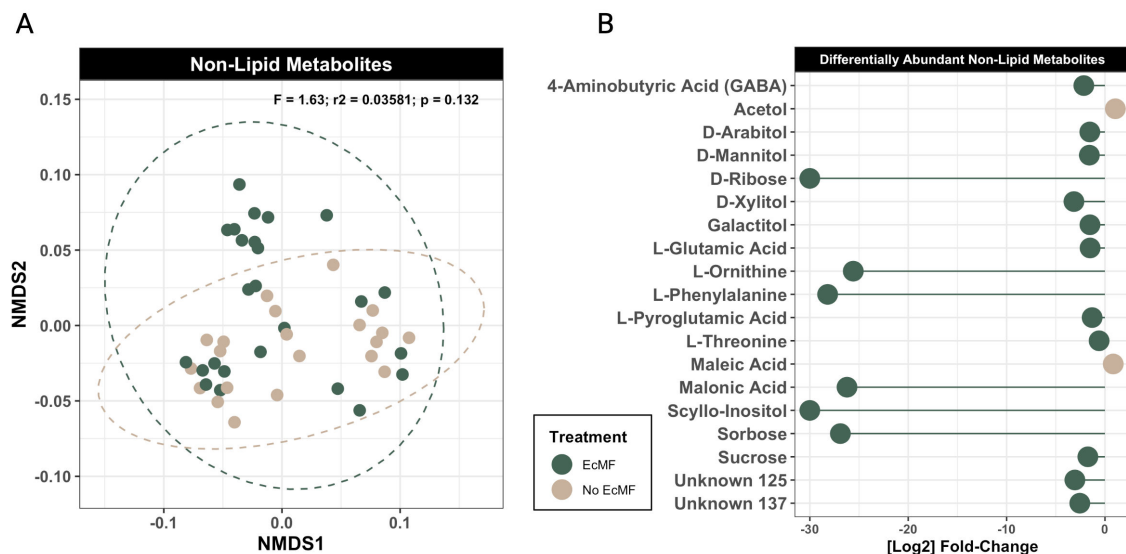 A
Non-Lipid Metabolites
F = 1.63; r2 = 0.03581; p = 0.132
0.15
0.10
0.05
0.00
-0.05
-0.10
NMDS2
-0.1 0.0 0.1
NMDS1
B
Differentially Abundant Non-Lipid Metabolites
4-Aminobutyric Acid (GABA)
Acetol
D-Arabitol
D-Mannitol
D-Ribose
D-Xylitol
Galactitol
L-Glutamic Acid
L-Ornithine
L-Phenylalanine
L-Pyroglutamic Acid
L-Threonine
Maleic Acid
Malonic Acid
Scyllo-Inositol
Sorbose
Sucrose
Unknown 125
Unknown 137
-30 -20 -10 0
[Log2] Fold-Change
Treatment
EcMF
No EcMF